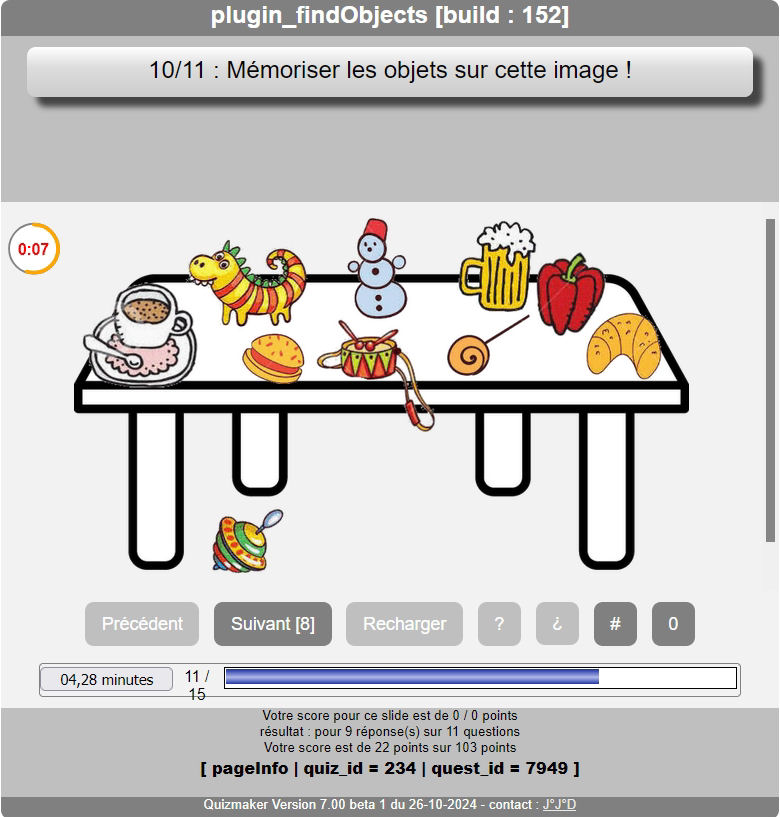 plugin_findObjects [build : 152]
10/11 : Mémoriser les objets sur cette image !
0:07
Précédent
Suivant [8]
Recharger
?
¿
#
0
04,28 minutes
11 /
15
Votre score pour ce slide est de 0 / 0 points
résultat : pour 9 réponse(s) sur 11 questions
Votre score est de 22 points sur 103 points
[ pageInfo | quiz_id = 234 | quest_id = 7949 ]
Quizmaker Version 7.00 beta 1 du 26-10-2024 - contact : J°J°D